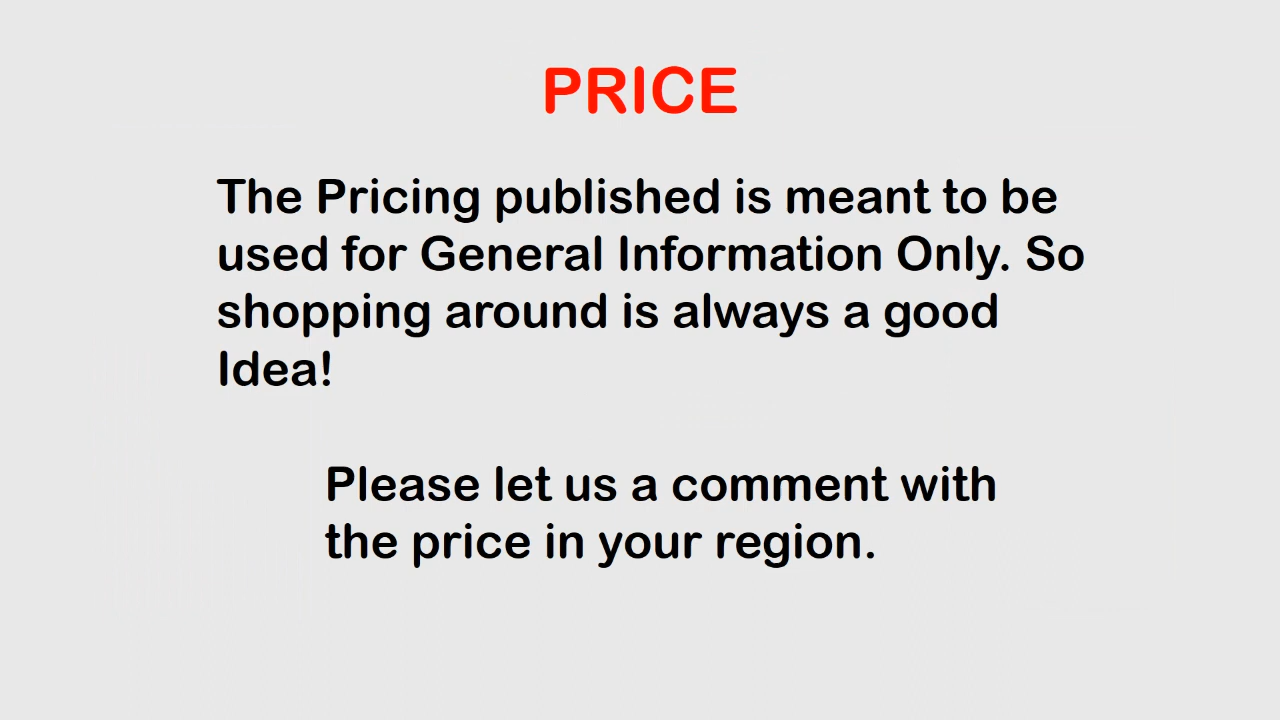 PRICE
The Pricing published is meant to be
used for General Information Only. So
shopping around is always a good
Idea!
Please let us a comment with
the price in your region.